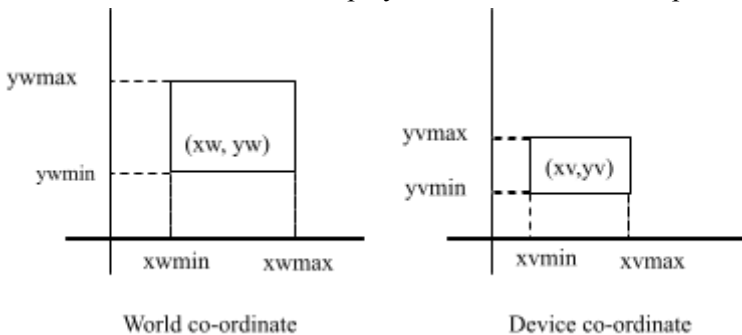 ywmax
(xw, yw)
ywmin
xwmin
xwmax
World co-ordinate
yvmax
(xv,yv)
yvmin
xvmin
xvmax
Device co-ordinate